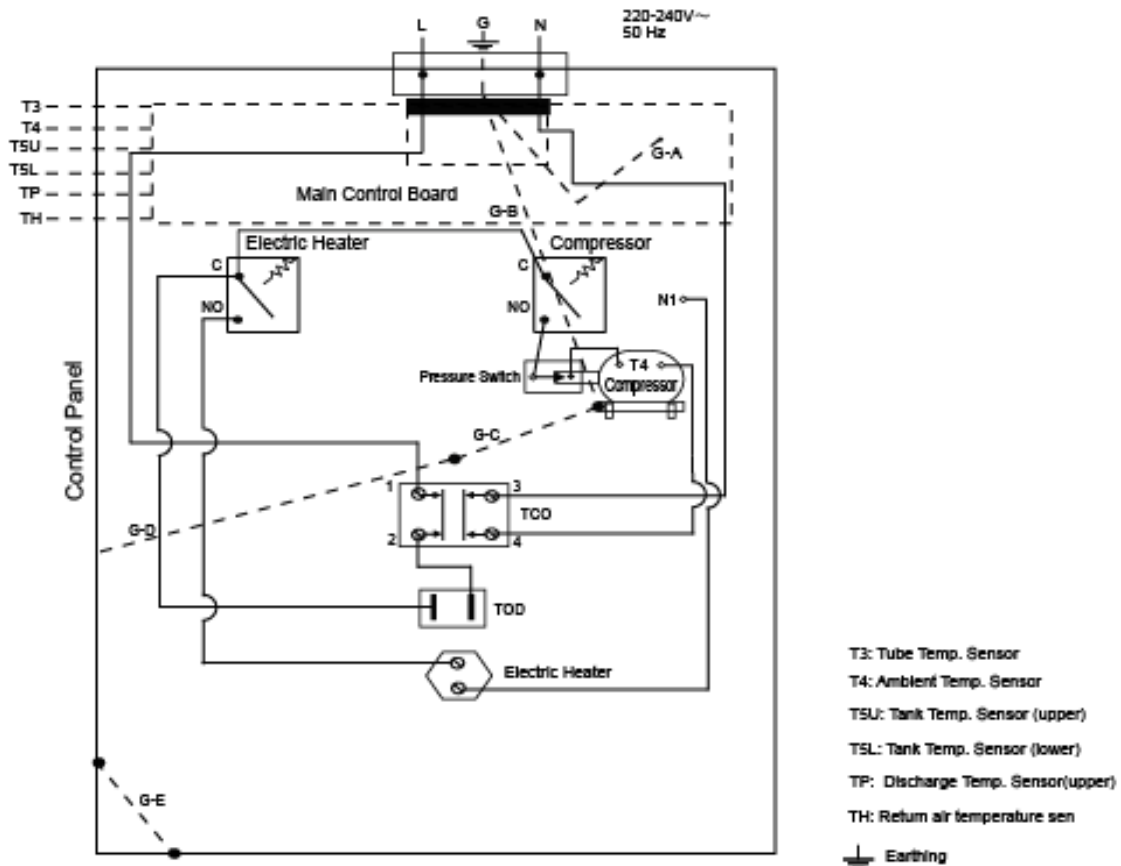 220-240V~
50 Hz
L
G
N
T3
T4
T5U
T5L
TP
TH
G-A
Main Control Board
G-B
Electric Heater
Compressor
C
C
NO
NO
N1
Pressure Switch
T4
Compressor
Control Panel
G-C
1
3
TCO
G-D
2
4
TOD
Electric Heater
G-E
T3: Tube Temp. Sensor
T4: Ambient Temp. Sensor
T5U: Tank Temp. Sensor (upper)
T5L: Tank Temp. Sensor (lower)
TP: Discharge Temp. Sensor(upper)
TH: Return air temperature sen
Earthing